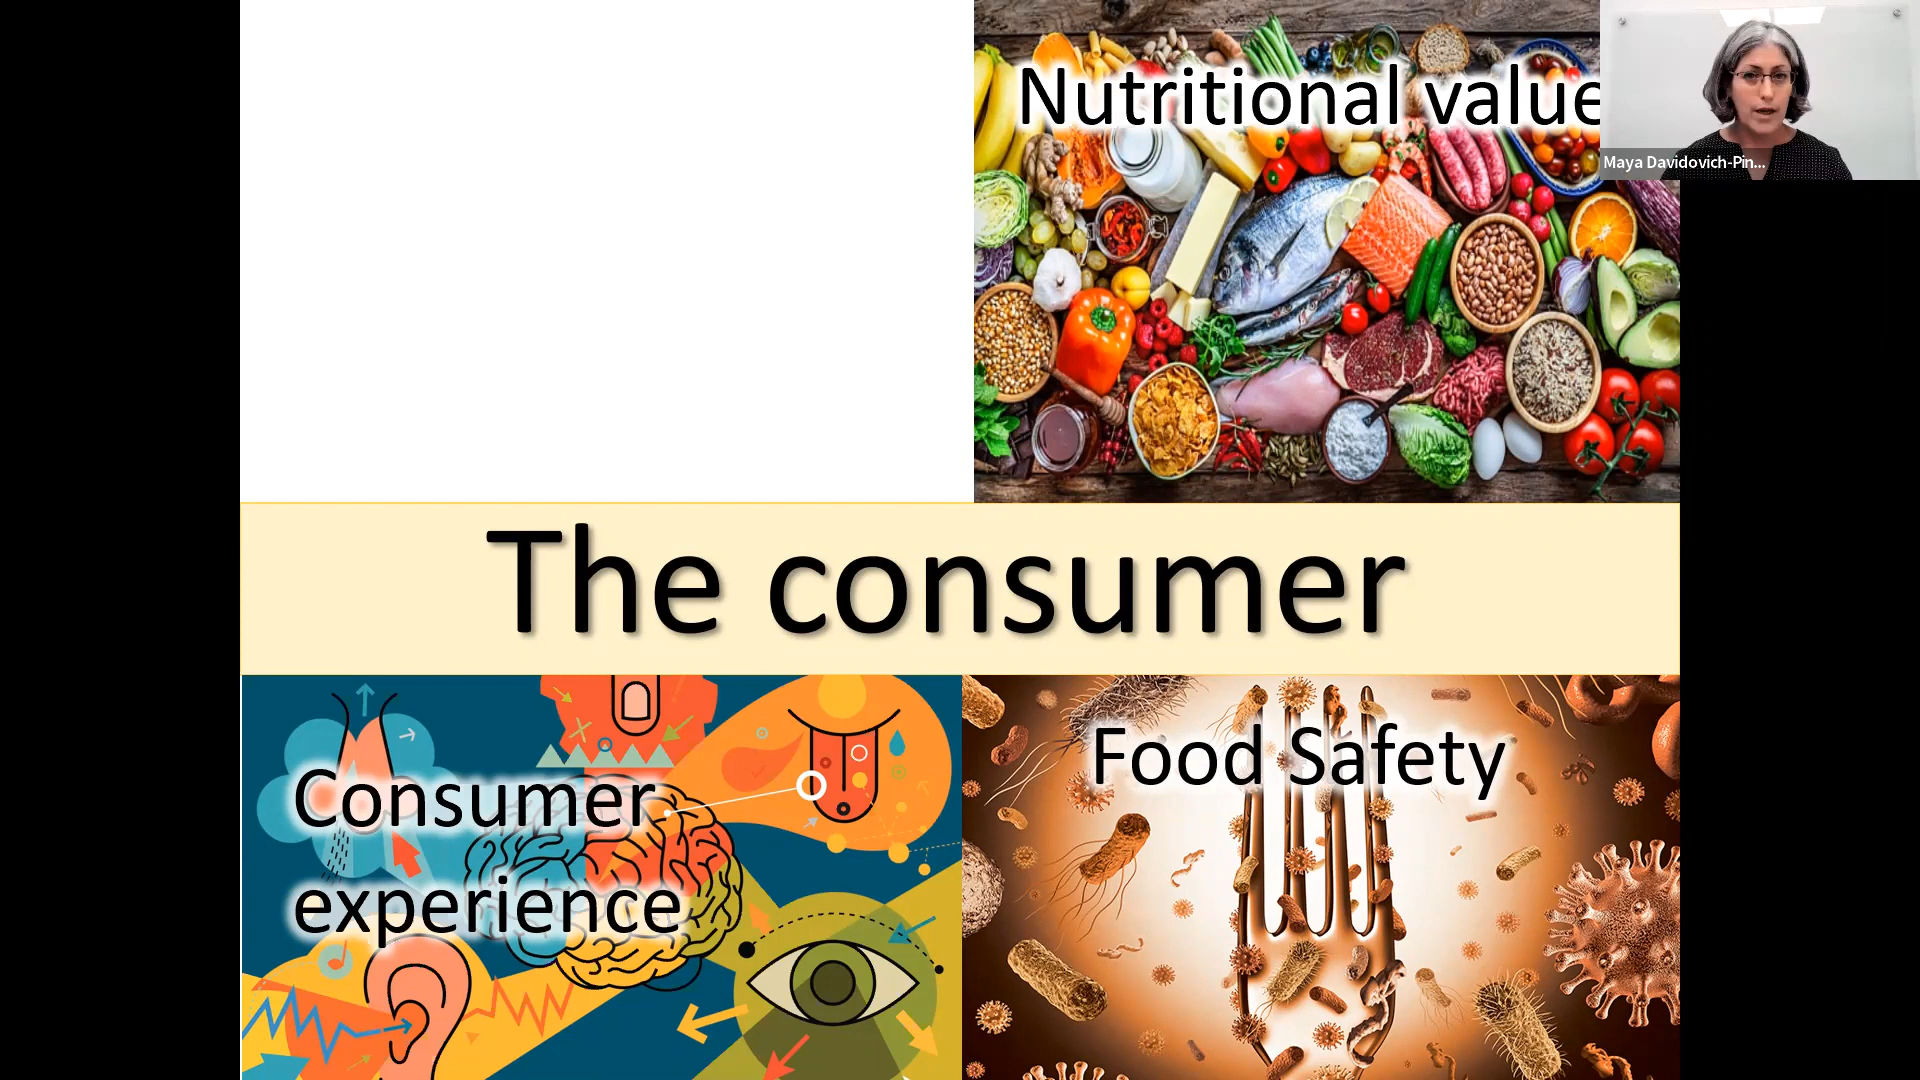 Nutritional value
Maya Davidovich-Pin...
The consumer
Consumer
experience
Food Safety